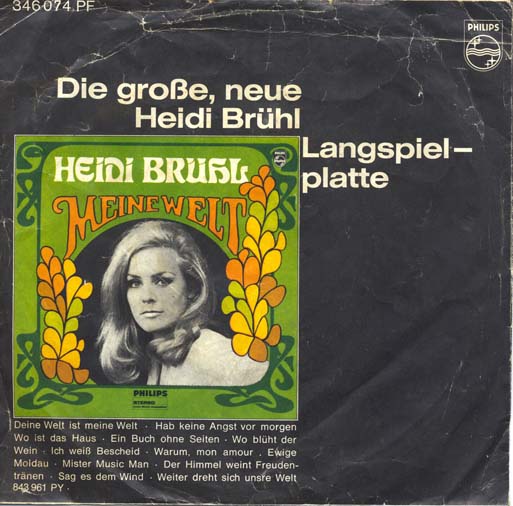 346 074 PF
PHILIPS
Die große, neue
Heidi Brühl
Langspiel–
platte
HEIDI BRÜHL
MEINE WELT
PHILIPS
STEREO
Deine Welt ist meine Welt · Hab keine Angst vor morgen
Wo ist das Haus · Ein Buch ohne Seiten · Wo blüht der
Wein · Ich weiß Bescheid · Warum, mon amour . Ewige
Moldau · Mister Music Man · Der Himmel weint Freuden-
tränen · Sag es dem Wind · Weiter dreht sich unsre Welt
843 961 PY ·